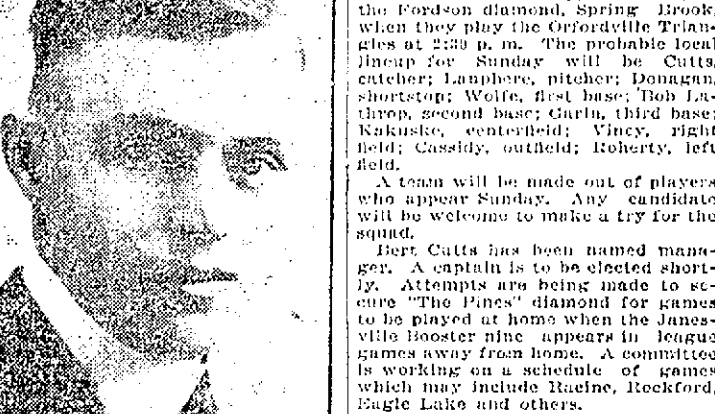 the Fordson diamond, Spring Brook,
when they play the Orfordville Trian-
gles at 2:30 p. m. The probable local
lineup for Sunday will be Cutts,
catcher; Lanphere, pitcher; Donagan,
shortstop; Wolfe, first base; Bob La-
throp, second base; Garin, third base;
Kakuske, centerfield; Viney, right
field; Cassidy, outfield; Roherty, left
field.
A team will be made out of players
who appear Sunday. Any candidate
will be welcome to make a try for the
squad.
Bert Cutts has been named mana-
ger. A captain is to be elected short-
ly. Attempts are being made to se-
cure "The Pines" diamond for games
to be played at home when the Janes-
ville Booster nine appears in league
games away from home. A committee
is working on a schedule of games
which may include Racine, Rockford,
Eagle Lake and others.